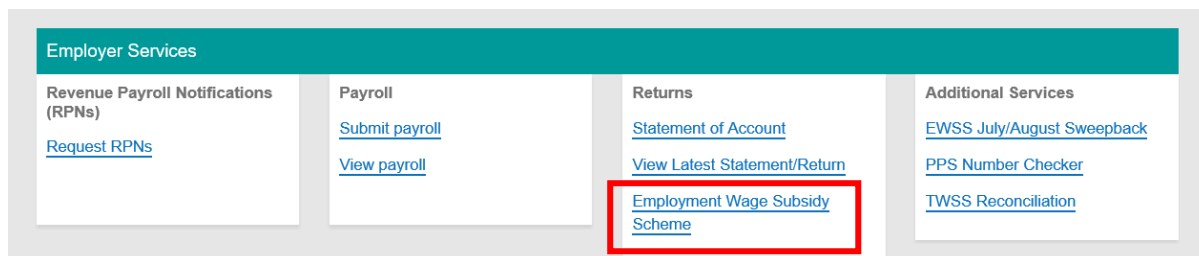 Employer Services
Revenue Payroll Notifications
(RPNs)
Request RPNs
Payroll
Submit payroll
View payroll
Returns
Statement of Account
View Latest Statement/Return
Employment Wage Subsidy
Scheme
Additional Services
EWSS July/August Sweepback
PPS Number Checker
TWSS Reconciliation